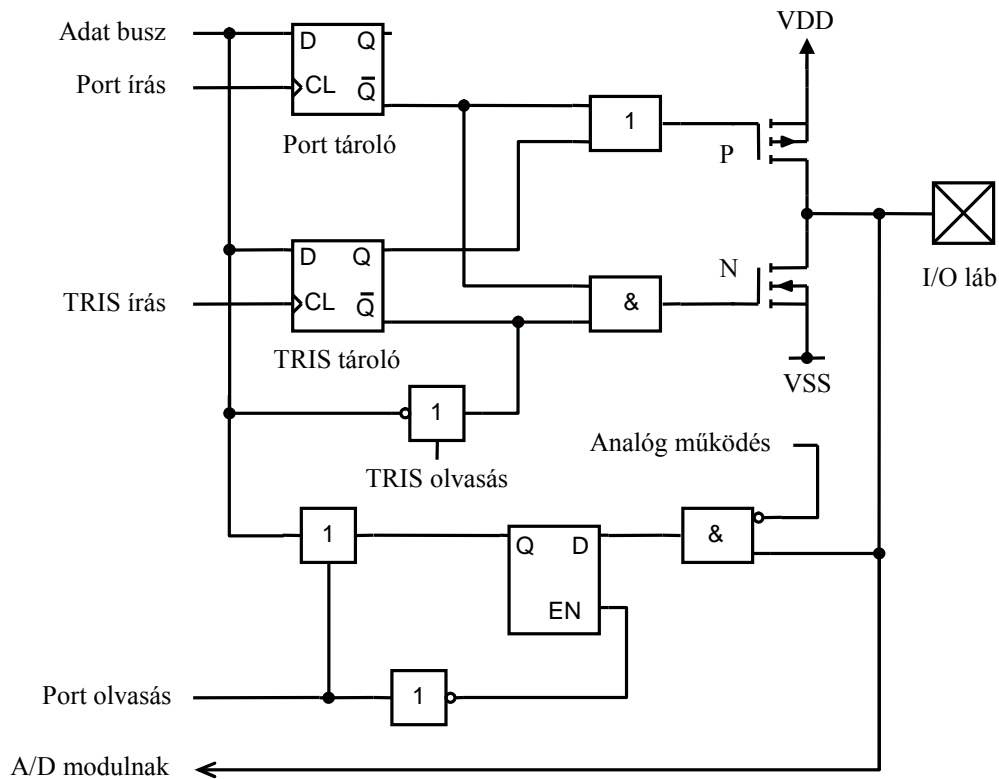 VDD
Adat busz
D Q
Port írás
CL Q̅
1
Port tároló
P
D Q
N
I/O láb
TRIS írás
CL Q̅
&
TRIS tároló
VSS
1
Analóg működés
TRIS olvasás
1
Q D
&
EN
Port olvasás
1
A/D modulnak